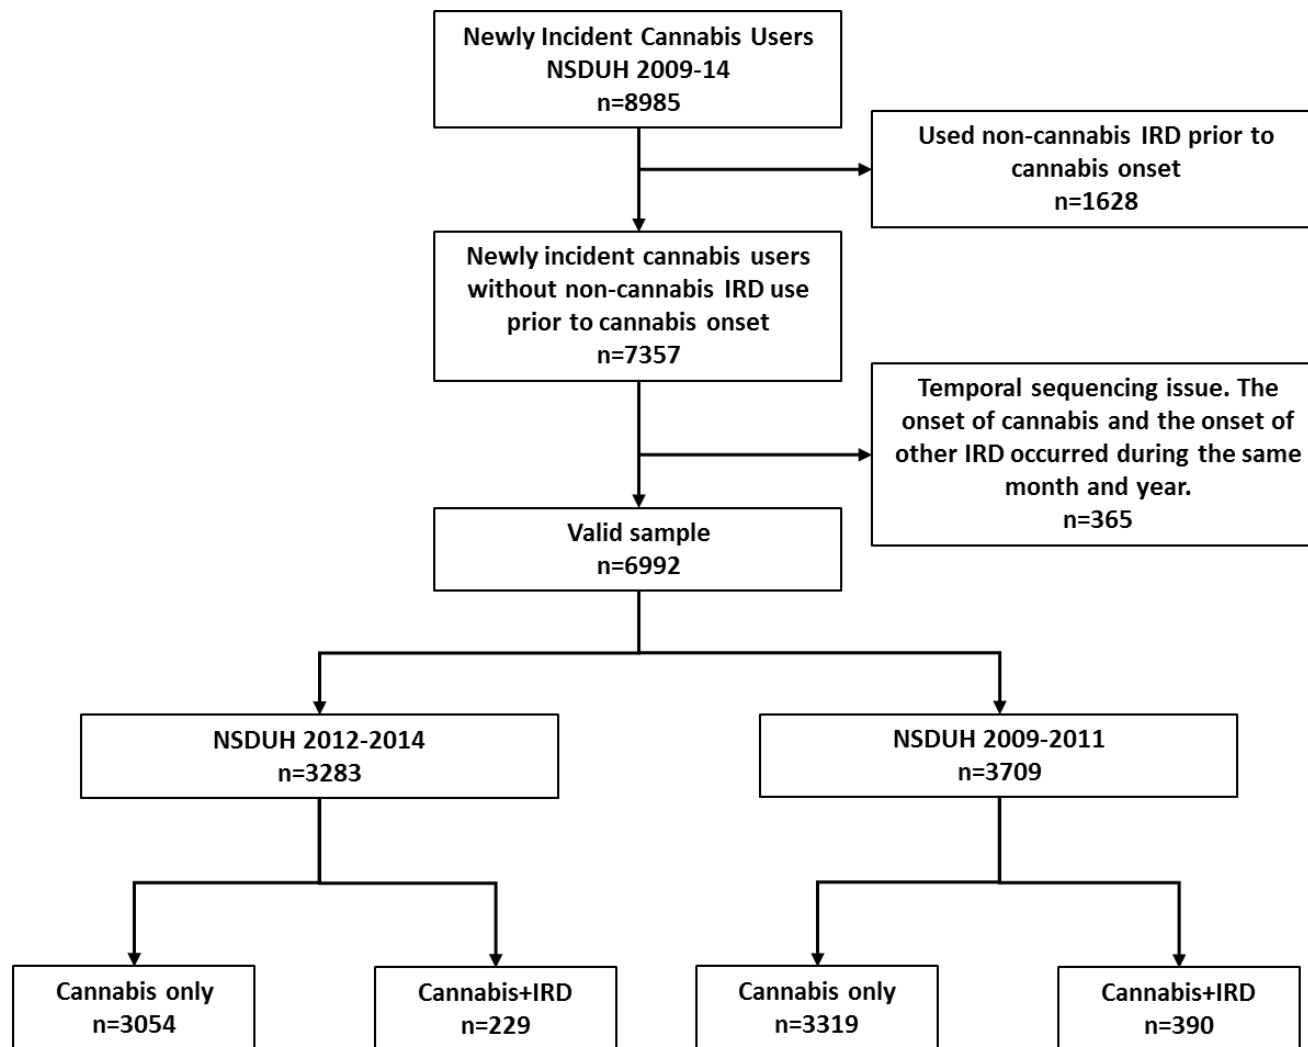 Newly Incident Cannabis Users
NSDUH 2009-14
n=8985
Used non-cannabis IRD prior to
cannabis onset
n=1628
Newly incident cannabis users
without non-cannabis IRD use
prior to cannabis onset
n=7357
Temporal sequencing issue. The
onset of cannabis and the onset of
other IRD occurred during the same
month and year.
n=365
Valid sample
n=6992
NSDUH 2012-2014
n=3283
NSDUH 2009-2011
n=3709
Cannabis only
n=3054
Cannabis+IRD
n=229
Cannabis only
n=3319
Cannabis+IRD
n=390